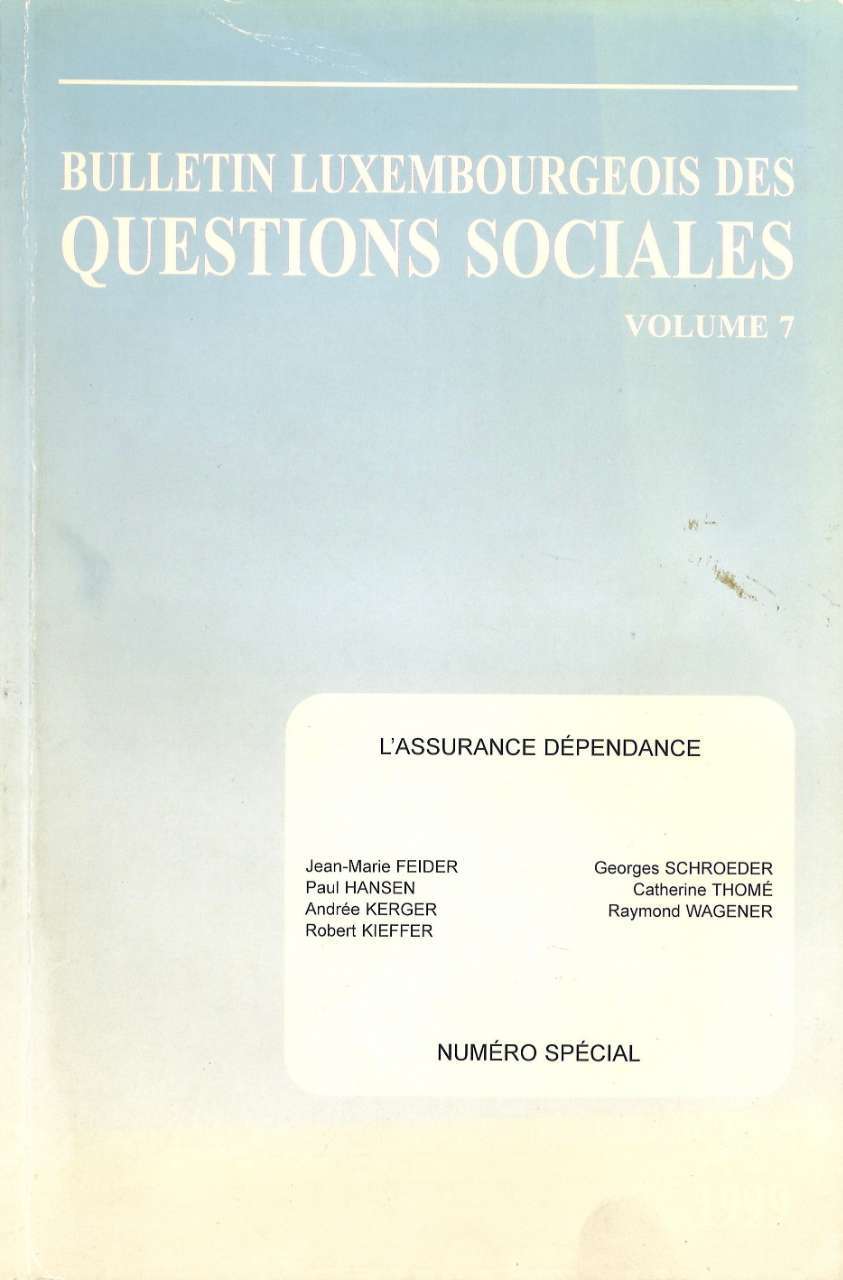 BULLETIN LUXEMBOURGEOIS DES
QUESTIONS SOCIALES
VOLUME 7
L'ASSURANCE DÉPENDANCE
Jean-Marie FEIDER
Paul HANSEN
Andrée KERGER
Robert KIEFFER
Georges SCHROEDER
Catherine THOMÉ
Raymond WAGENER
NUMÉRO SPÉCIAL
1999